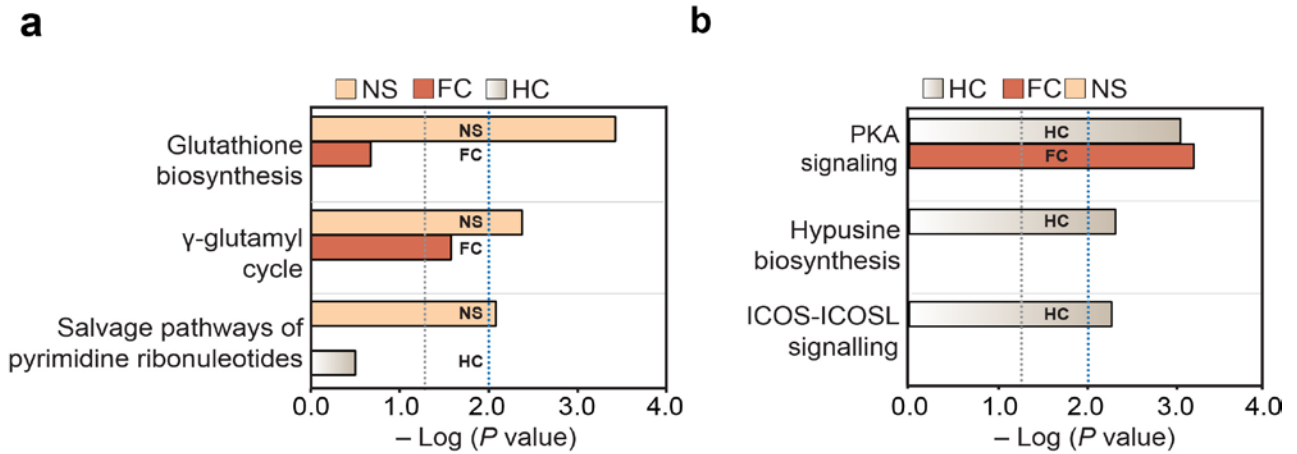 a
NS FC HC
Glutathione
biosynthesis
NS
FC
γ-glutamyl
cycle
NS
FC
Salvage pathways of
pyrimidine ribonuleotides
NS
HC
0.0 1.0 2.0 3.0 4.0
– Log (P value)
b
HC FC NS
PKA
signaling
HC
FC
Hypusine
biosynthesis
HC
ICOS-ICOSL
signalling
HC
0.0 1.0 2.0 3.0 4.0
– Log (P value)